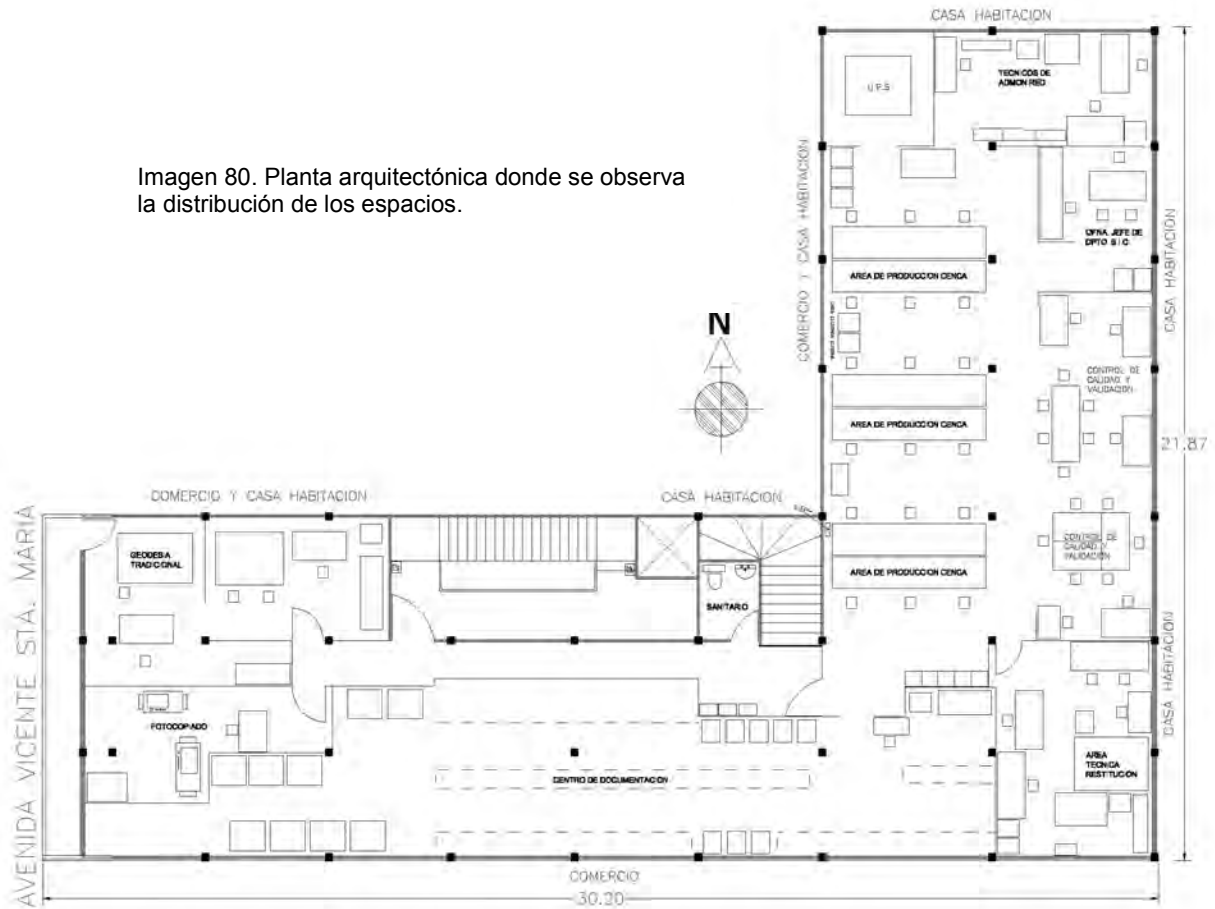 CASA HABITACION
TECNICOS DE
ADMON RED
U.P.S
Imagen 80. Planta arquitectónica donde se observa
la distribución de los espacios.
COMERCIO Y CASA HABITACION
OFNA. JEFE DE
DPTO S.I.C.
CASA HABITACION
AREA DE PRODUCCION CENCA
N
CONTROL DE
CALIDAD Y
VALIDACION
AREA DE PRODUCCION CENCA
21.87
COMERCIO Y CASA HABITACION
CASA HABITACION
CONTROL DE
CALIDAD Y
VALIDACION
GEODESIA
TRADICIONAL
AREA DE PRODUCCION CENCA
SANITARIO
CASA HABITACION
AVENIDA VICENTE STA. MARIA
FOTOCOPIADO
CENTRO DE DOCUMENTACION
AREA
TECNICA
RESTITUCION
COMERCIO
30.20